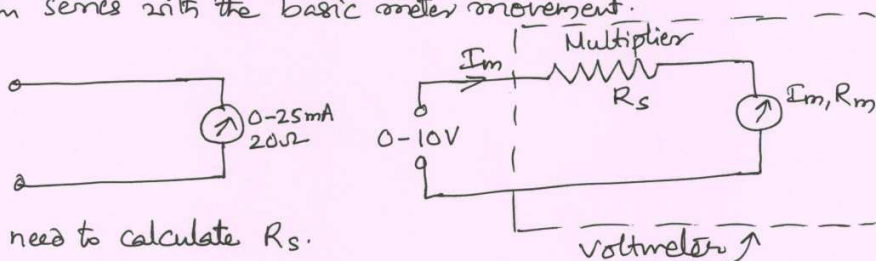 in series with the basic meter movement.
Multiplier
Im
Rs
Im, Rm
0-25mA
20Ω
0-10V
need to calculate Rs.
Voltmeter